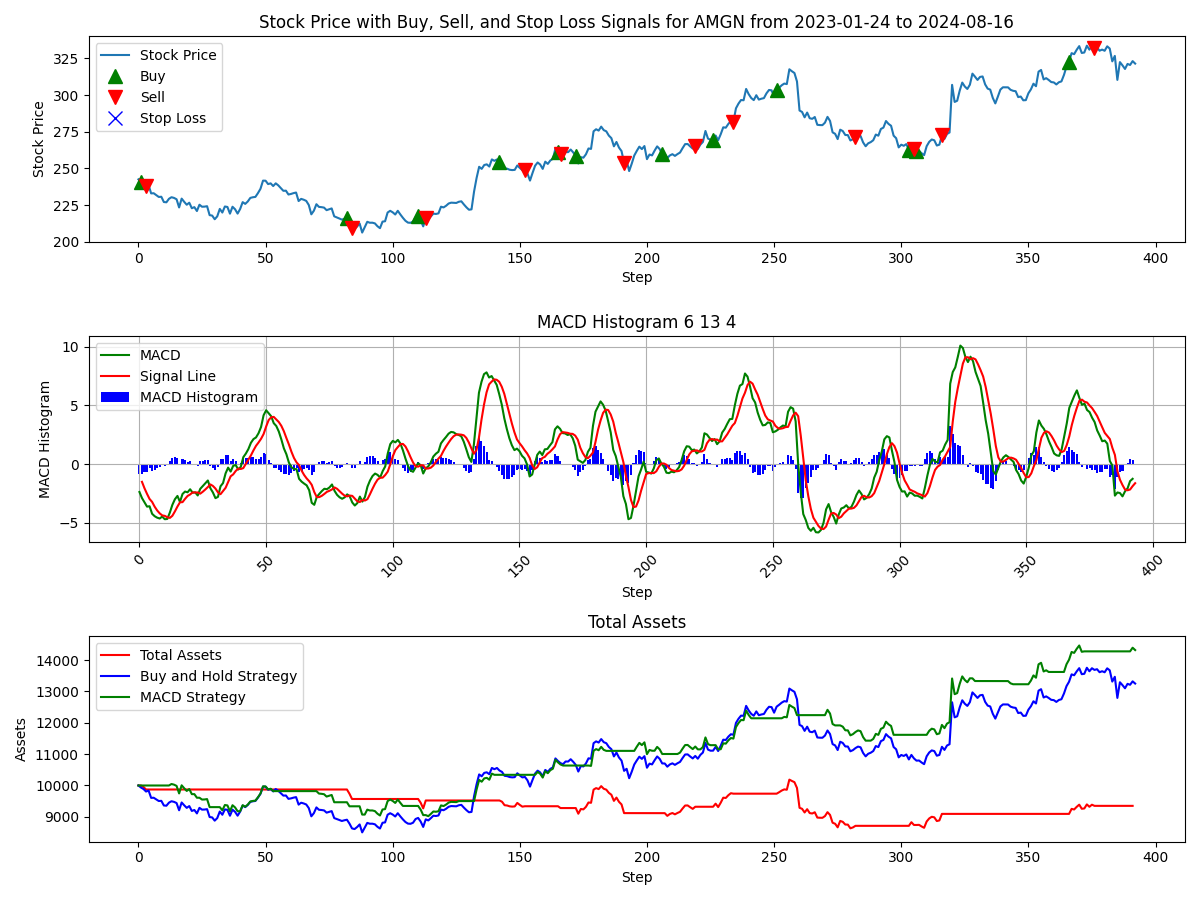 Stock Price with Buy, Sell, and Stop Loss Signals for AMGN from 2023-01-24 to 2024-08-16
Stock Price
325
300
275
250
225
200
Stock Price
Buy
Sell
Stop Loss
0 50 100 150 200 250 300 350 400
Step
MACD Histogram 6 13 4
MACD Histogram
10
5
0
−5
MACD
Signal Line
MACD Histogram
0 50 100 150 200 250 300 350 400
Step
Total Assets
Assets
14000
13000
12000
11000
10000
9000
Total Assets
Buy and Hold Strategy
MACD Strategy
0 50 100 150 200 250 300 350 400
Step